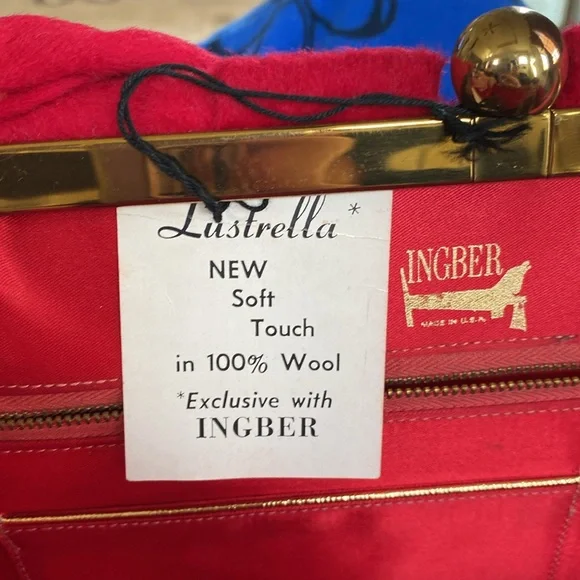 Lustrella*
NEW
Soft
Touch
in 100% Wool
*Exclusive with
INGBER
INGBER
MADE IN U.S.A.